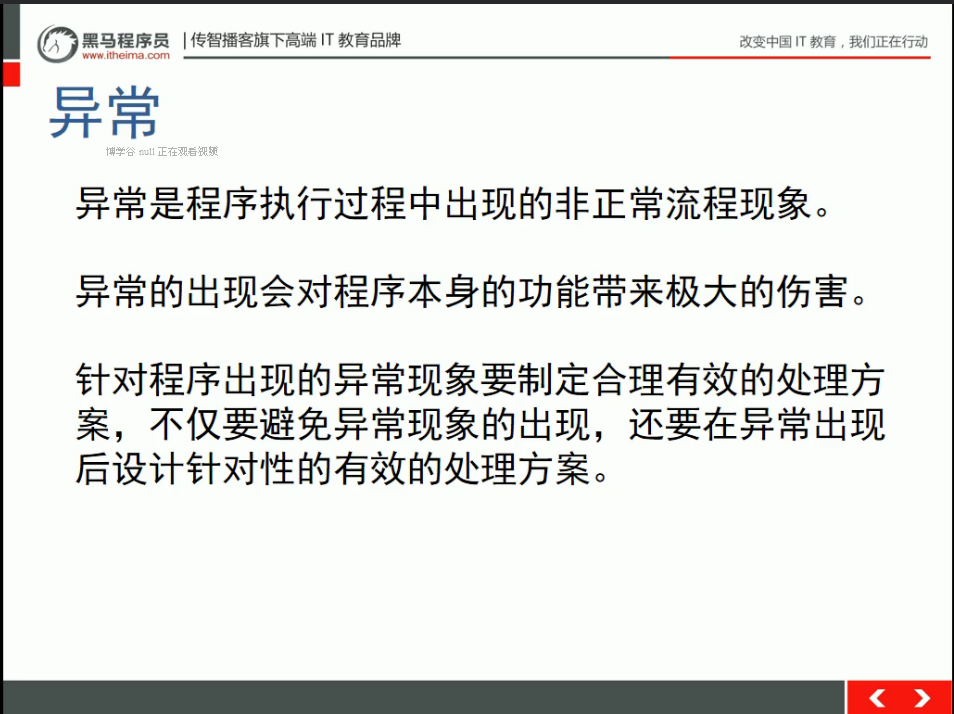 黑马程序员
www.itheima.com
|传智播客旗下高端 IT 教育品牌
改变中国 IT 教育，我们正在行动
异常
博学谷 null 正在观看视频
异常是程序执行过程中出现的非正常流程现象。
异常的出现会对程序本身的功能带来极大的伤害。
针对程序出现的异常现象要制定合理有效的处理方
案，不仅要避免异常现象的出现，还要在异常出现
后设计针对性的有效的处理方案。